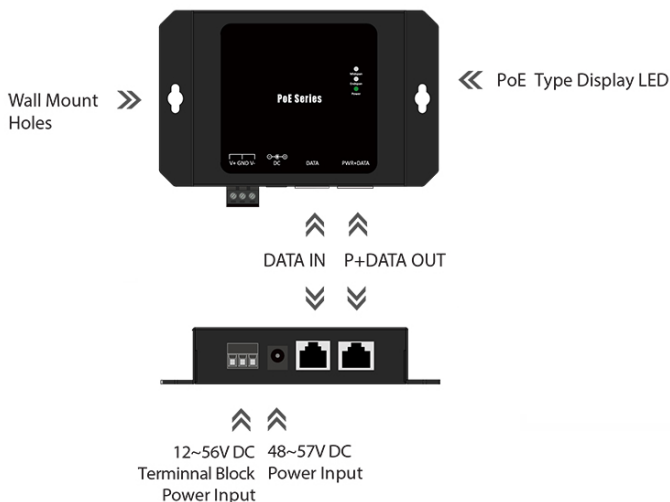 Wall Mount
Holes
PoE Type Display LED
PoE Series
Power
V+ GND V-
DC
DATA
PWR+DATA
DATA IN
P+DATA OUT
12~56V DC
Terminnal Block
Power Input
48~57V DC
Power Input